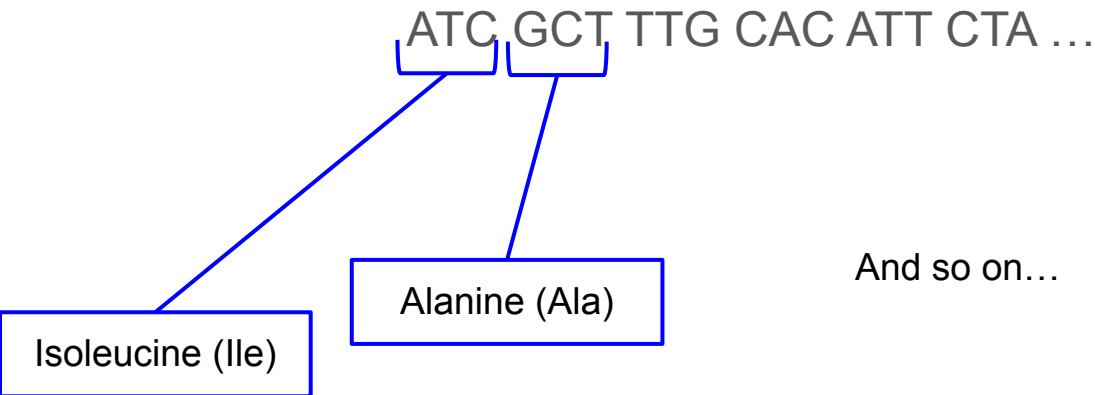 ATC GCT TTG CAC ATT CTA …
And so on…
Alanine (Ala)
Isoleucine (Ile)